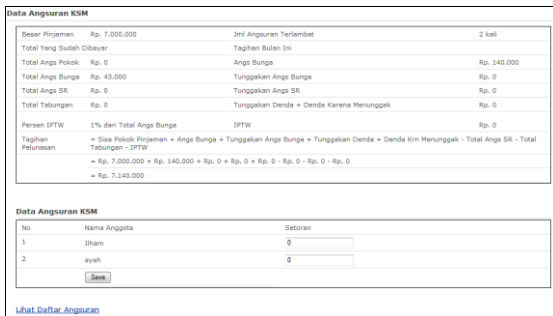 Data Angsuran KSM
Besar Pinjaman Rp. 7.000.000 Jml Angsuran Terlambat 2 kali
Total Yang Sudah Dibayar Tagihan Bulan Ini
Total Angs Pokok Rp. 0 Angs Bunga Rp. 140.000
Total Angs Bunga Rp. 43.000 Tunggakan Angs Bunga Rp. 0
Total Angs SR Rp. 0 Tunggakan Angs SR Rp. 0
Total Tabungan Rp. 0 Tunggakan Denda + Denda Karena Menunggak Rp. 0
Persen IPTW 1% dari Total Angs Bunga IPTW Rp. 0
Tagihan Pelunasan = Sisa Pokok Pinjaman + Angs Bunga + Tunggakan Angs Bunga + Tunggakan Denda + Denda Krn Menunggak - Total Angs SR - Total
Tabungan - IPTW
= Rp. 7.000.000 + Rp. 140.000 + Rp. 0 + Rp. 0 + Rp. 0 - Rp. 0 - Rp. 0 - Rp. 0
= Rp. 7.140.000
Data Angsuran KSM
No Nama Anggota Setoran
1 Ilham 0
2 ayah 0
Save
Lihat Daftar Angsuran